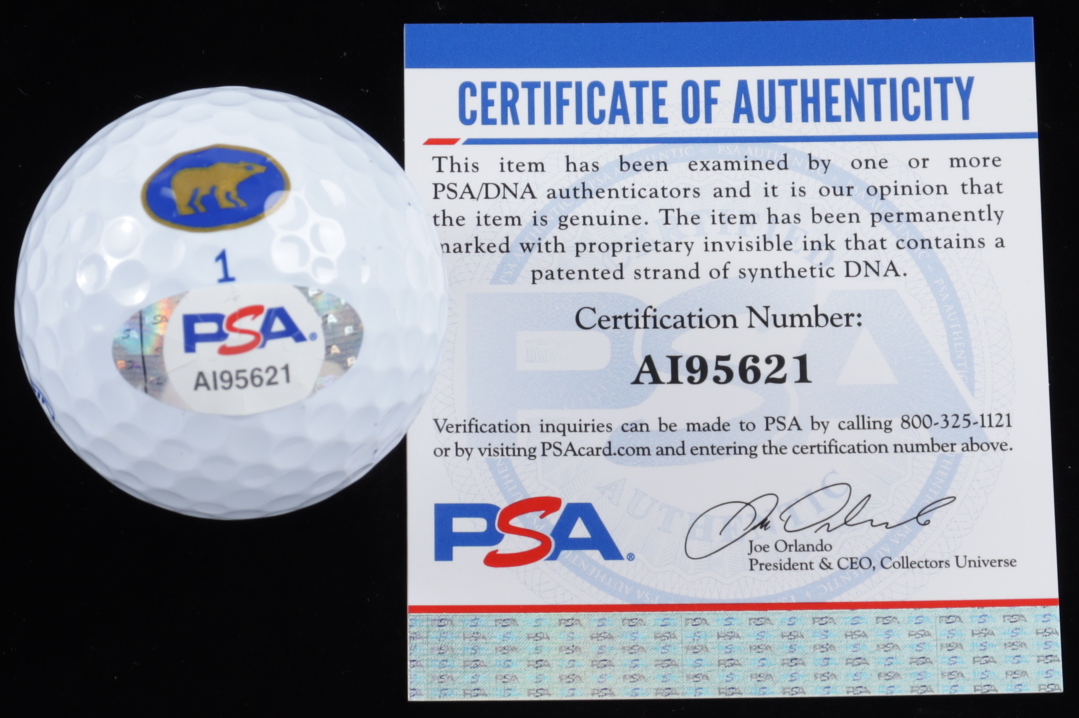 1
PSA®
AI95621
CERTIFICATE OF AUTHENTICITY
This item has been examined by one or more
PSA/DNA authenticators and it is our opinion that
the item is genuine. The item has been permanently
marked with proprietary invisible ink that contains a
patented strand of synthetic DNA.
Certification Number:
AI95621
Verification inquiries can be made to PSA by calling 800-325-1121
or by visiting PSAcard.com and entering the certification number above.
PSA®
Joe Orlando
President & CEO, Collectors Universe